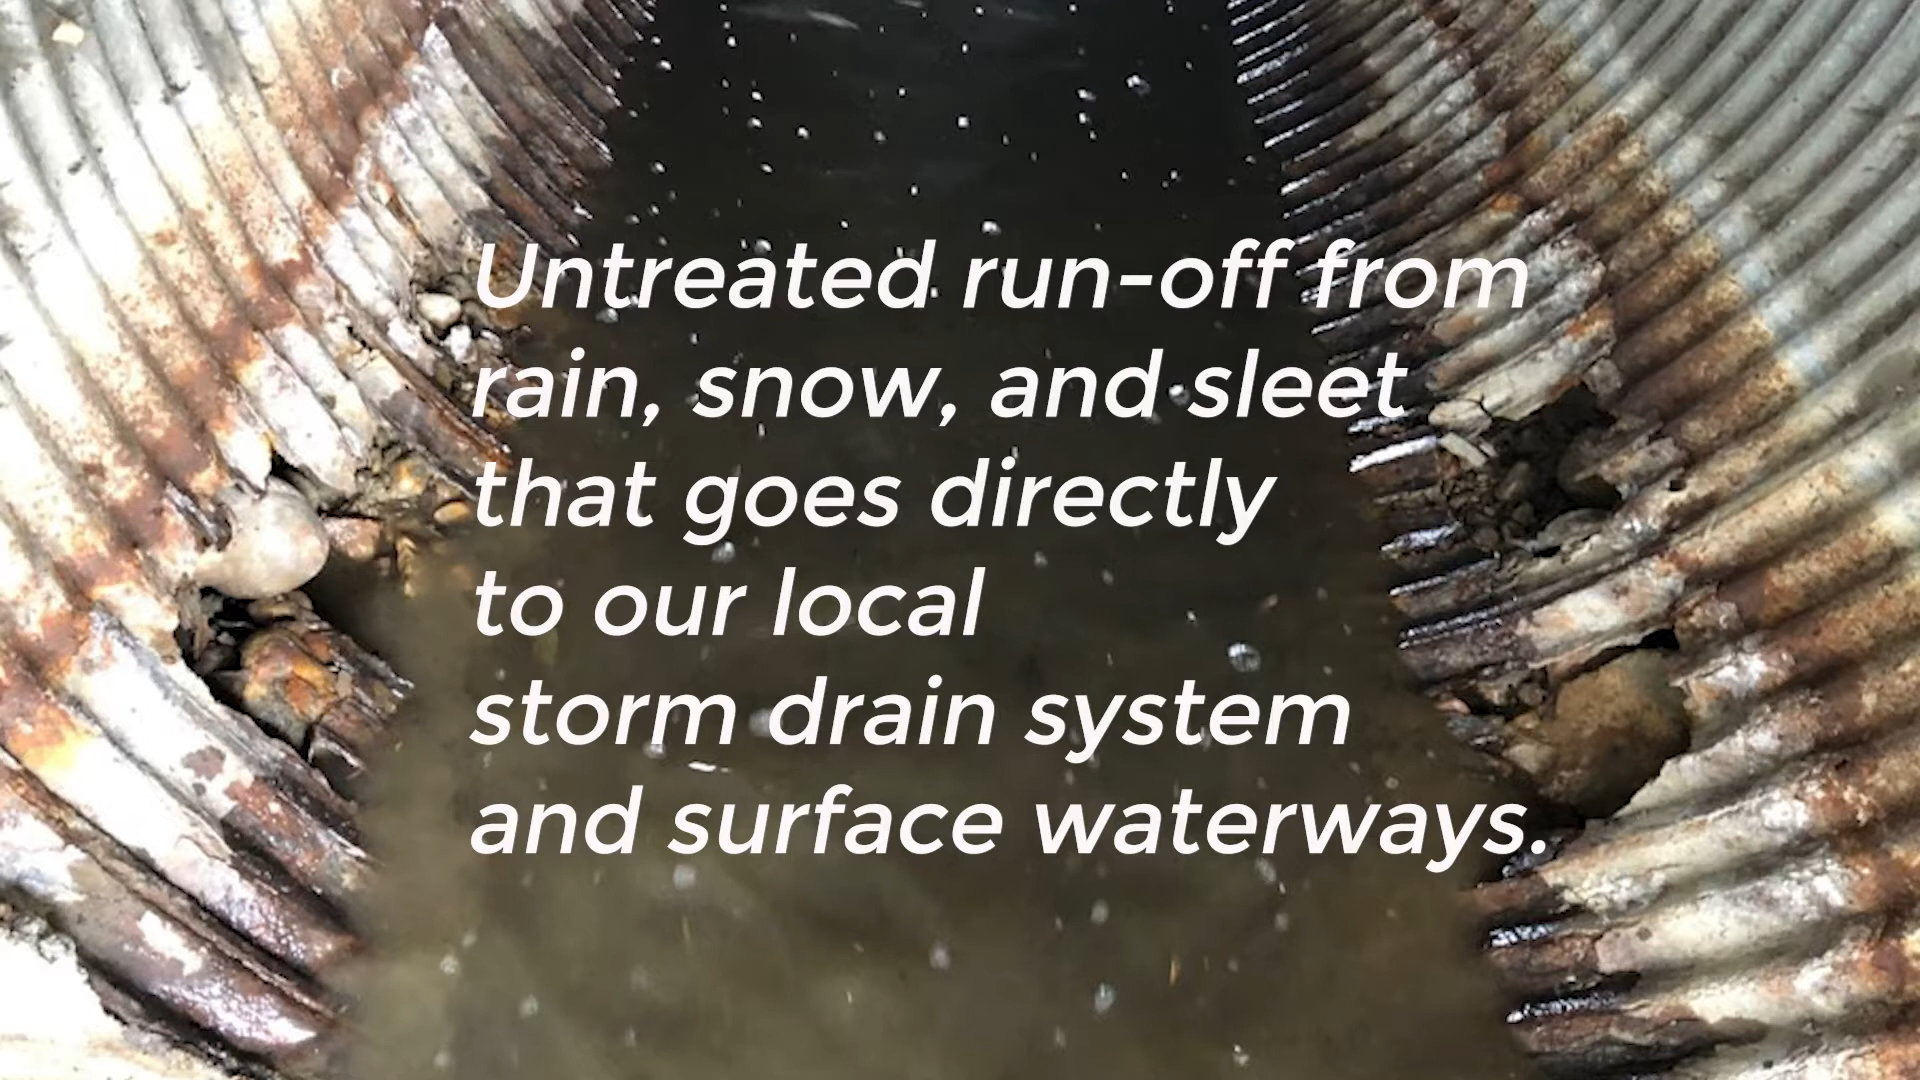 Untreated run-off from
rain, snow, and sleet
that goes directly
to our local
storm drain system
and surface waterways.